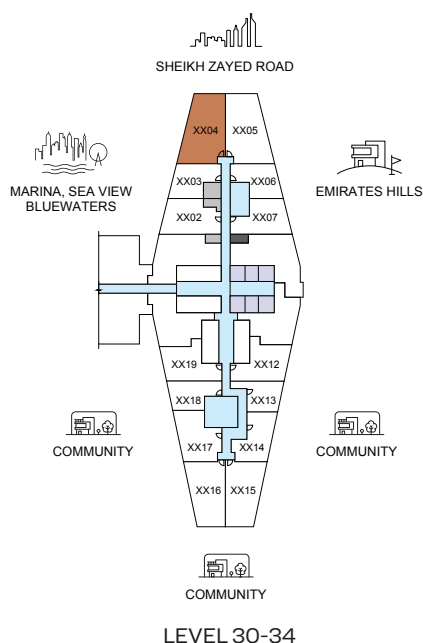 SHEIKH ZAYED ROAD
XX04
XX05
XX03
XX06
MARINA, SEA VIEW
BLUEWATERS
EMIRATES HILLS
XX02
XX07
XX19
XX12
XX18
XX13
XX17
XX14
COMMUNITY
COMMUNITY
XX16
XX15
COMMUNITY
LEVEL 30-34